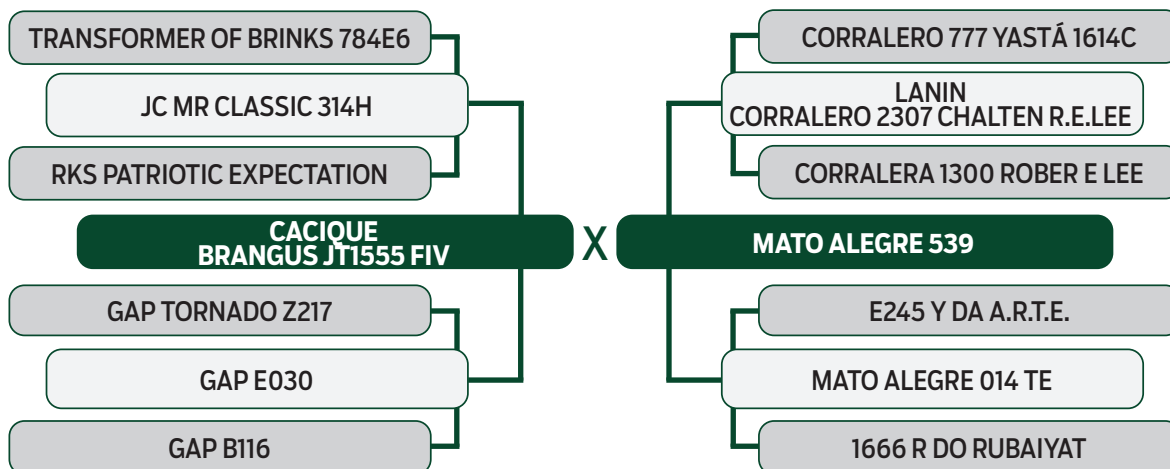 TRANSFORMER OF BRINKS 784E6
JC MR CLASSIC 314H
RKS PATRIOTIC EXPECTATION
CACIQUE
BRANGUS JT1555 FIV
GAP TORNADO Z217
GAP E030
GAP B116
X
CORRALERO 777 YASTÁ 1614C
LANIN
CORRALERO 2307 CHALTEN R.E.LEE
CORRALERA 1300 ROBER E LEE
MATO ALEGRE 539
E245 Y DA A.R.T.E.
MATO ALEGRE 014 TE
1666 R DO RUBAIYAT